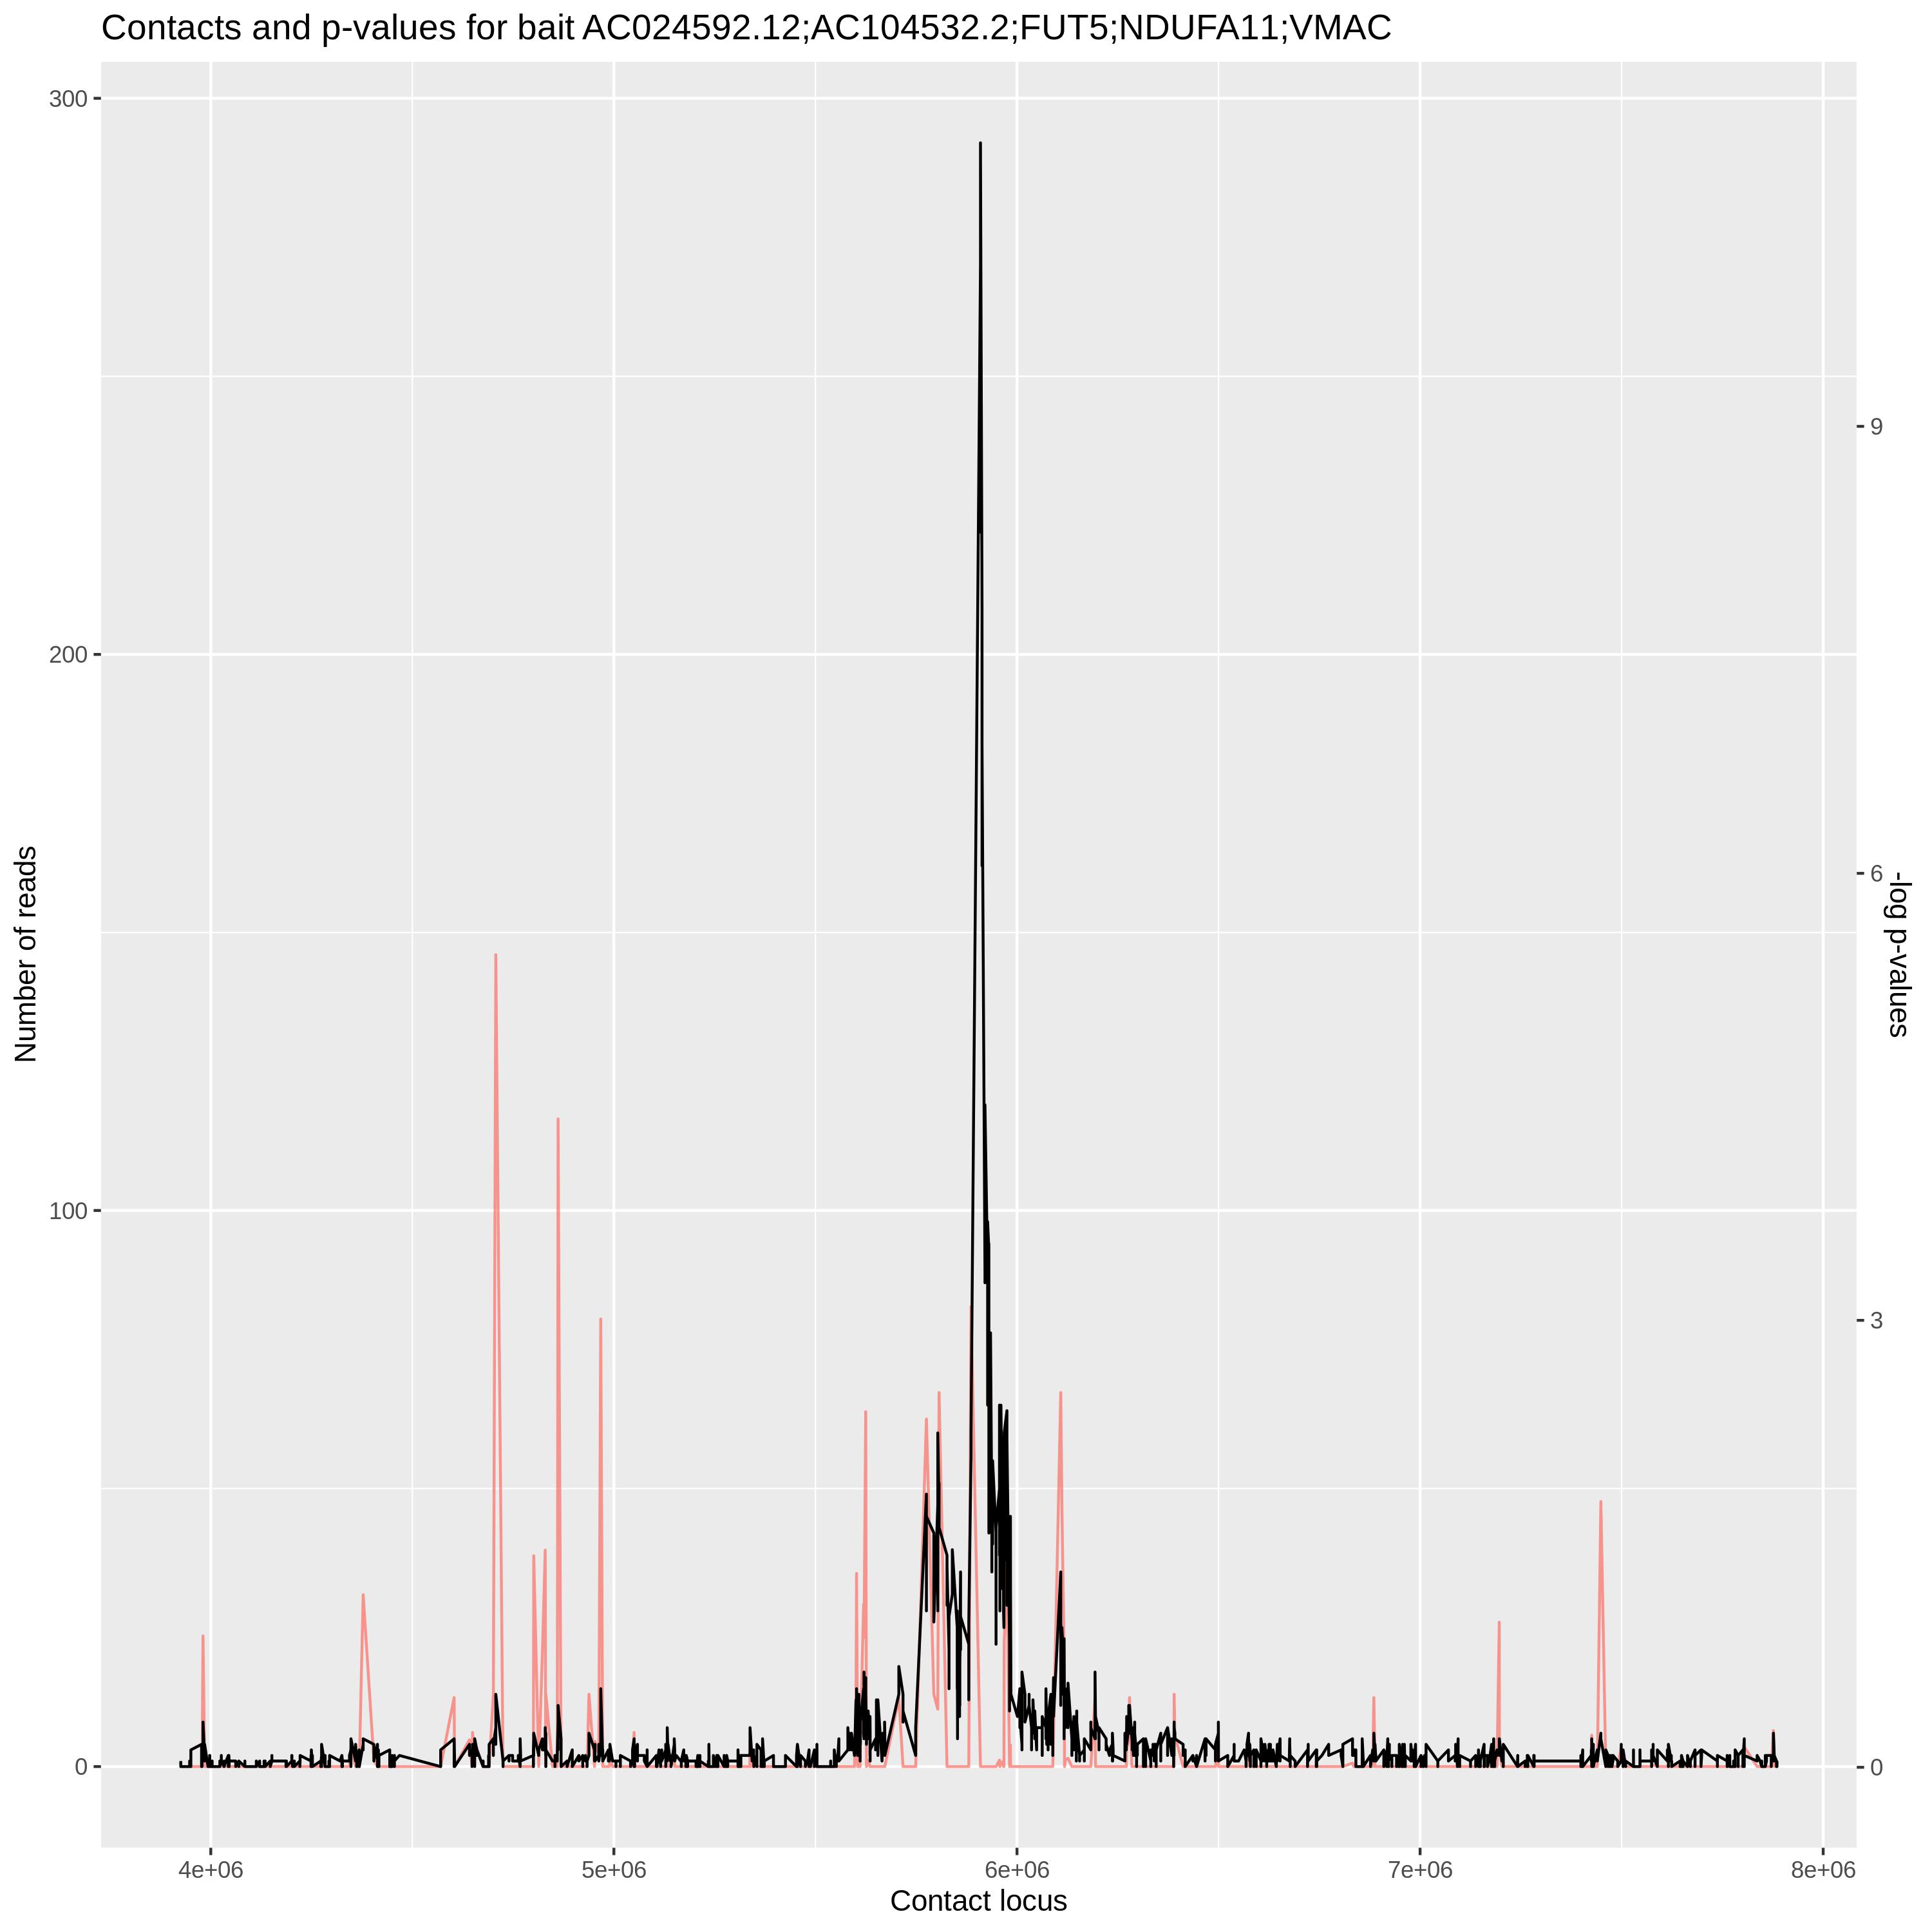 Contacts and p-values for bait AC024592.12;AC104532.2;FUT5;NDUFA11;VMAC
300
200
100
0
Number of reads
9
6
3
0
-log p-values
4e+06
5e+06
6e+06
7e+06
8e+06
Contact locus